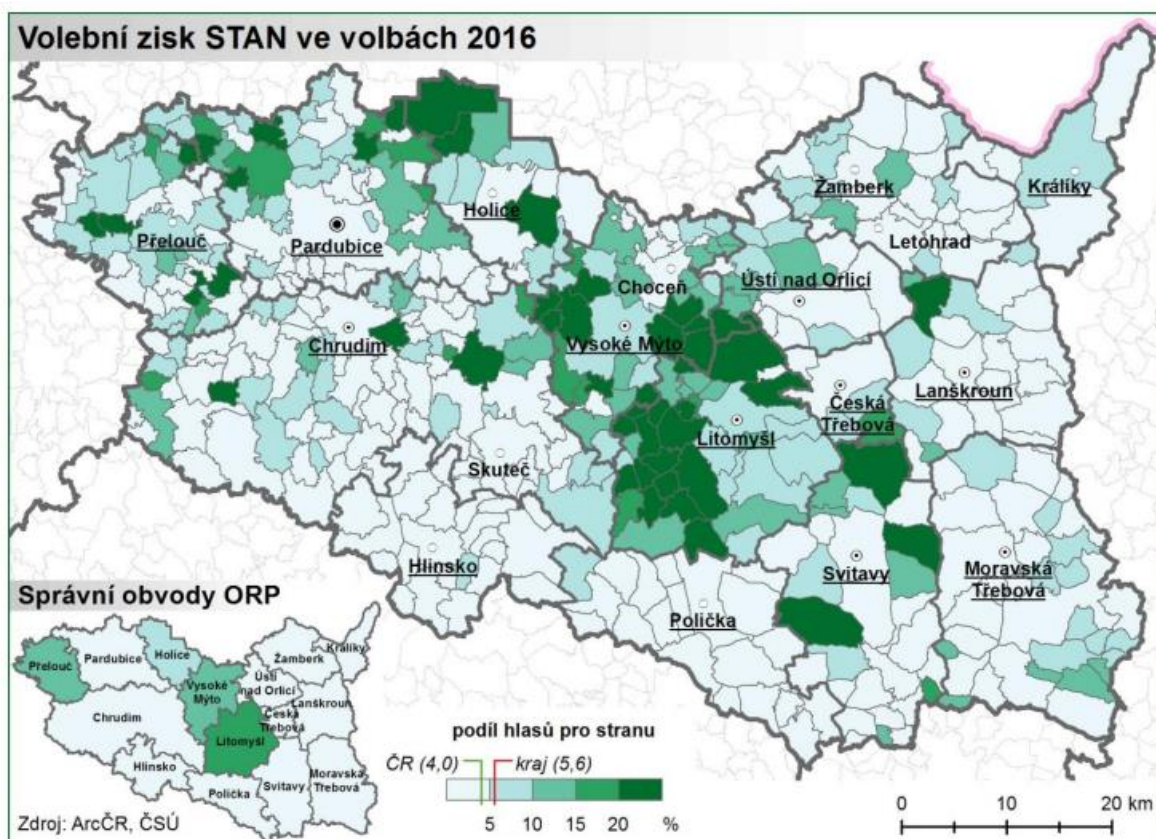 Volební zisk STAN ve volbách 2016
Žamberk
Králíky
Holice
Přelouč
Pardubice
Letohrad
Choceň
Ústí nad Orlicí
Chrudim
Vysoké Mýto
Lanškroun
Česká
Třebová
Litomyšl
Skuteč
Hlinsko
Svitavy
Moravská
Třebová
Polička
Správní obvody ORP
Přelouč
Pardubice
Holice
Králíky
Žamberk
Vysoké
Mýto
Ústí
nad Orlicí
Lanškroun
Chrudim
Česká
Třebová
Litomyšl
Hlinsko
Svitavy
Moravská
Třebová
Polička
podíl hlasů pro stranu
ČR (4,0) kraj (5,6)
5 10 15 20 %
0 10 20 km
Zdroj: ArcČR, ČSÚ